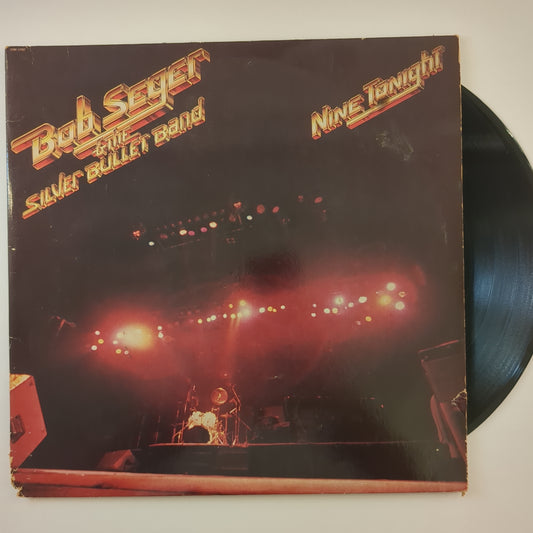 Bob Seger
& THE
SILVER BULLET BAND
NINE TONIGHT